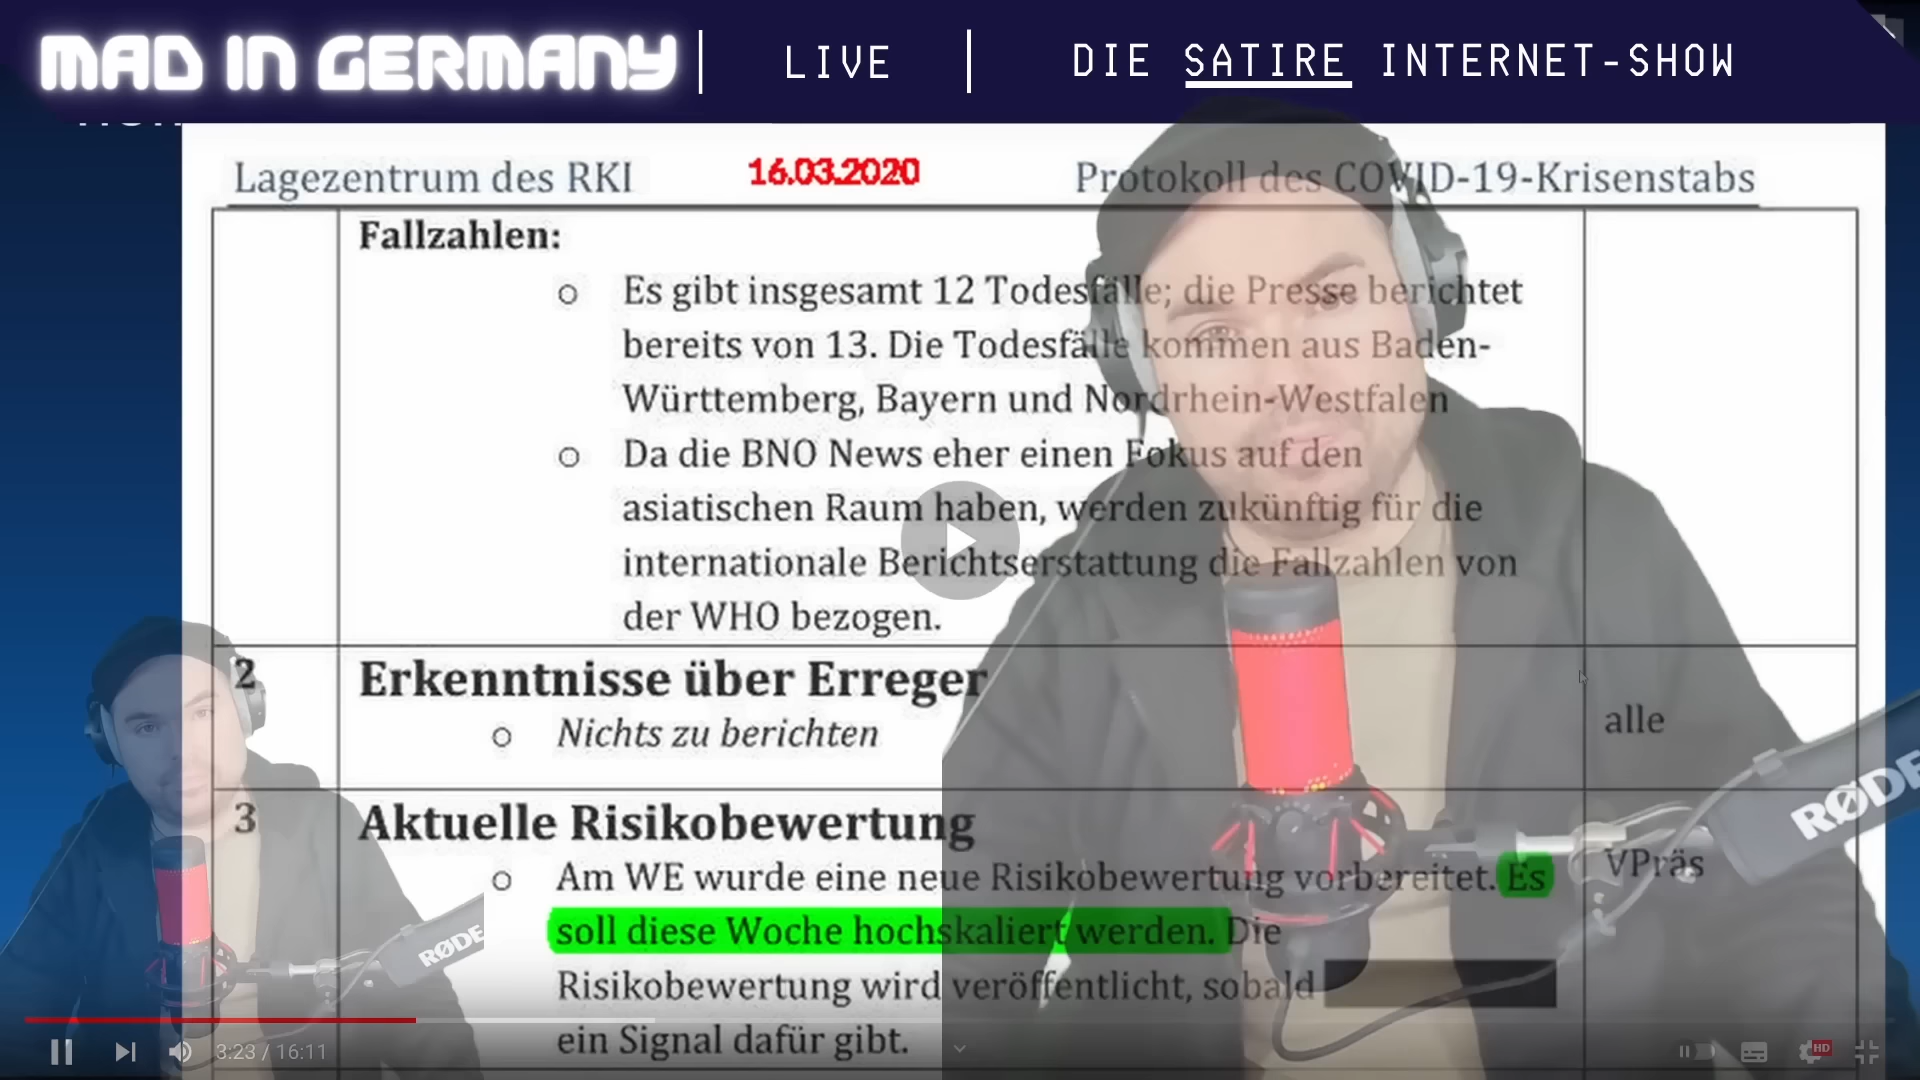 MAD IN GERMANY | LIVE | DIE SATIRE INTERNET-SHOW
Lagezentrum des RKI 16.03.2020 Protokoll des COVID-19-Krisenstabs
Fallzahlen:
o Es gibt insgesamt 12 Todesfälle; die Presse berichtet
bereits von 13. Die Todesfälle kommen aus Baden-
Württemberg, Bayern und Nordrhein-Westfalen
o Da die BNO News eher einen Fokus auf den
asiatischen Raum haben, werden zukünftig für die
internationale Berichtserstattung die Fallzahlen von
der WHO bezogen.
2 Erkenntnisse über Erreger
o Nichts zu berichten
alle
3 Aktuelle Risikobewertung
o Am WE wurde eine neue Risikobewertung vorbereitet. Es
VPräs
soll diese Woche hochskaliert werden. Die
Risikobewertung wird veröffentlicht, sobald
ein Signal dafür gibt.
RØDE
RØDE
3:23 / 16:11
HD